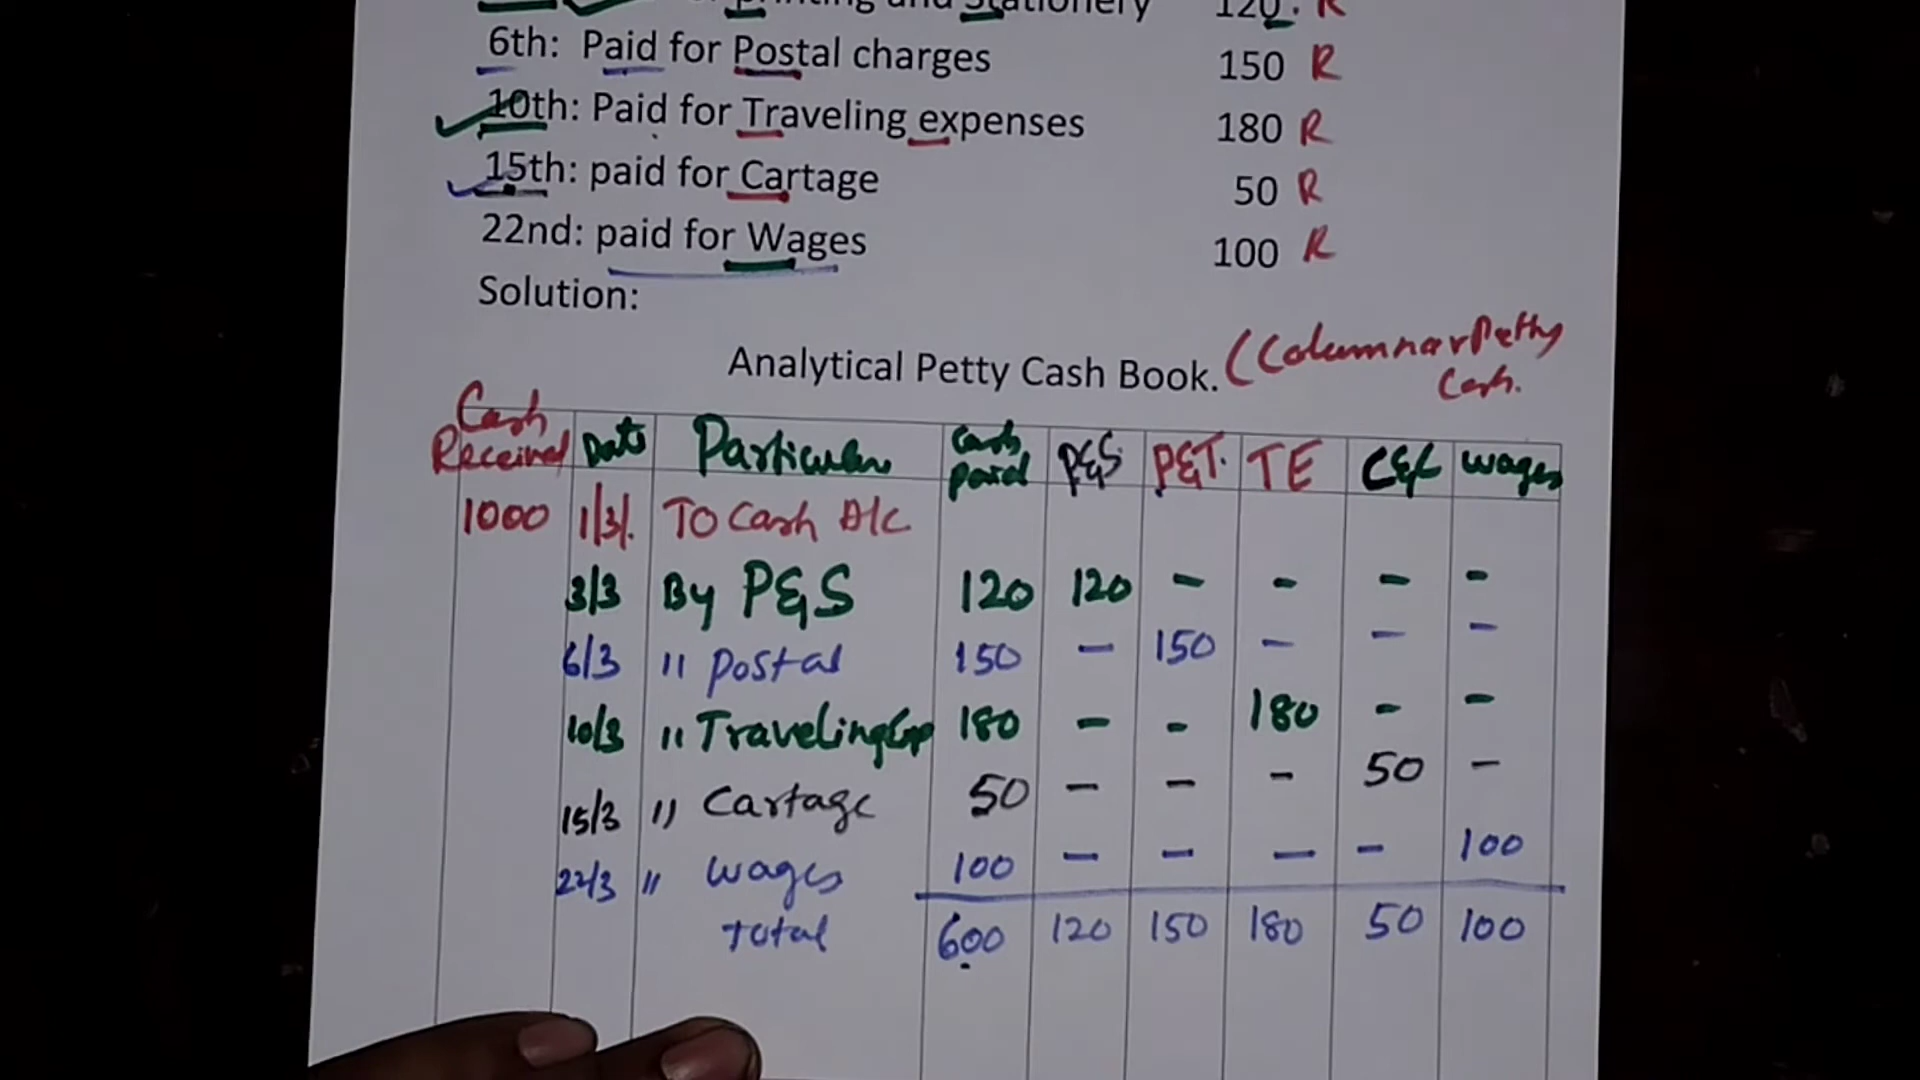 printing and Stationery 120. R
6th: Paid for Postal charges 150 R
10th: Paid for Traveling expenses 180 R
15th: paid for Cartage 50 R
22nd: paid for Wages 100 R
Solution:
Analytical Petty Cash Book. (Columnar Petty Cash.
Cash Received Date Particulars Cash paid P&S P&T. TE C&C wages
1000 1/3/. To Cash A/c
3/3 By P&S 120 120 - - - -
6/3 " postal 150 - 150 - - -
10/3 " Traveling Exp 180 - - 180 - -
15/3 " Cartage 50 - - - 50 -
22/3 " wages 100 - - - - 100
Total 600 120 150 180 50 100